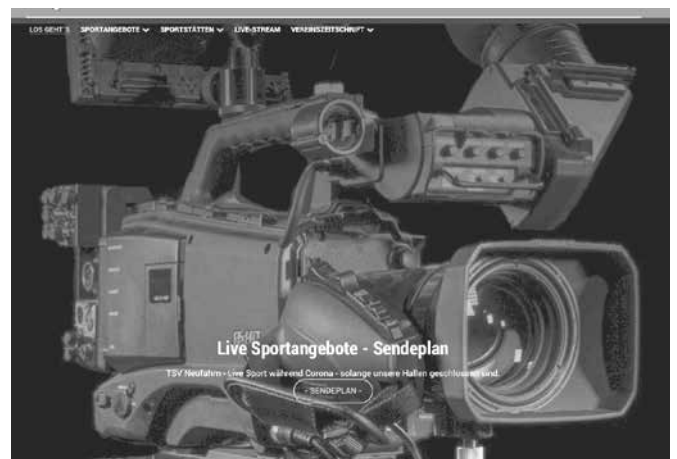 LOS GEHT'S SPORTANGEBOTE SPORTSTÄTTEN LIVE-STREAM VEREINSZEITSCHRIFT
Live Sportangebote - Sendeplan
TSV Neufahrn - Live Sport während Corona - solange unsere Hallen geschlossen sind.
- SENDEPLAN -